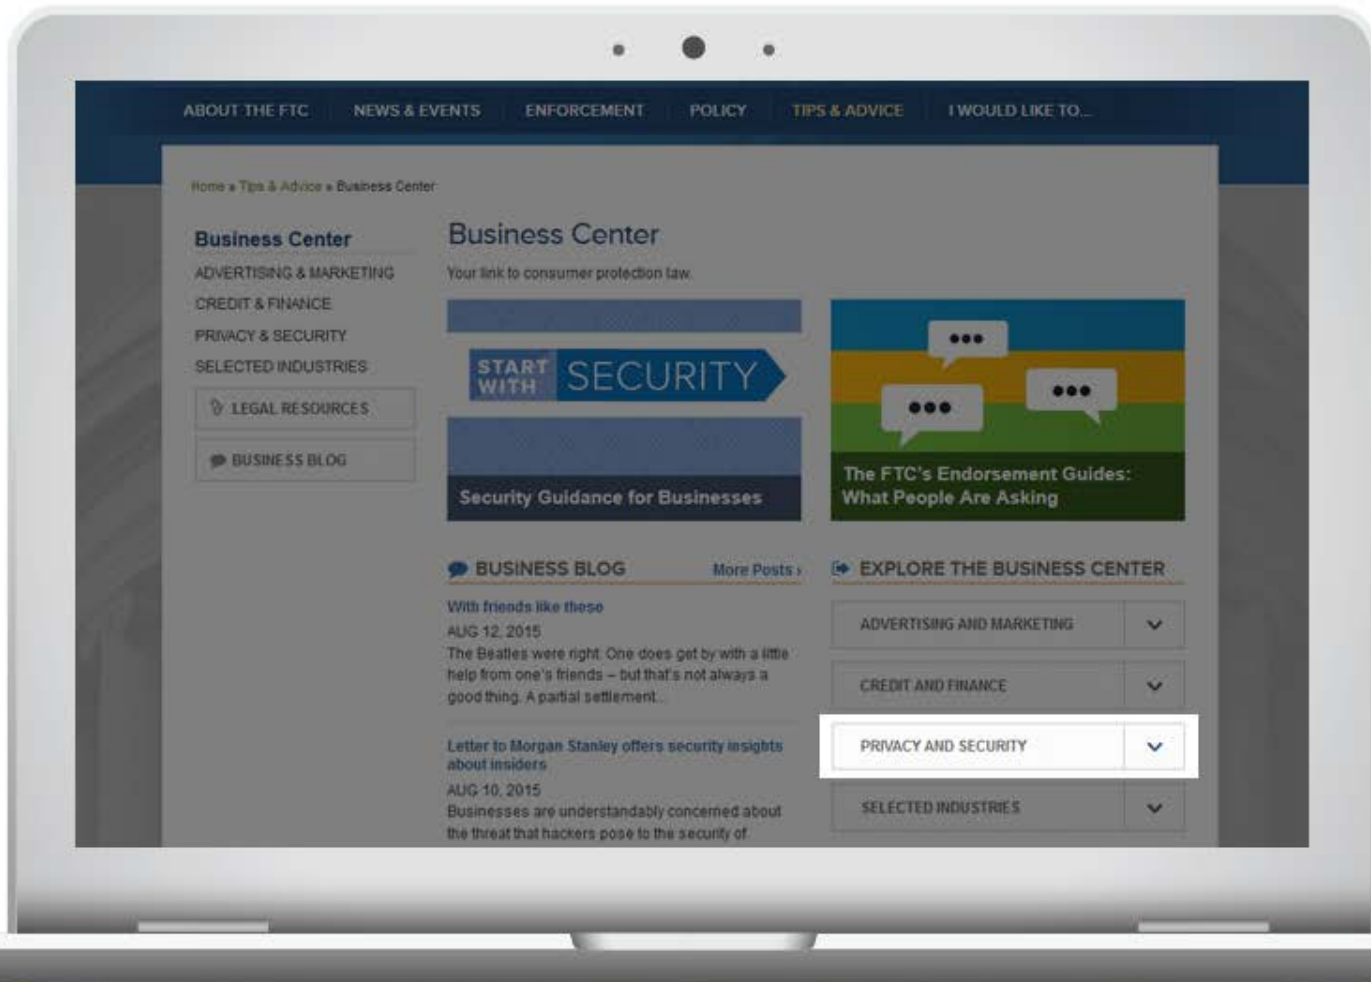 ABOUT THE FTC NEWS & EVENTS ENFORCEMENT POLICY TIPS & ADVICE I WOULD LIKE TO...
Home » Tips & Advice » Business Center
Business Center
ADVERTISING & MARKETING
CREDIT & FINANCE
PRIVACY & SECURITY
SELECTED INDUSTRIES
LEGAL RESOURCES
BUSINESS BLOG
Business Center
Your link to consumer protection law.
START
WITH
SECURITY
Security Guidance for Businesses
The FTC's Endorsement Guides:
What People Are Asking
BUSINESS BLOG More Posts ›
With friends like these
AUG 12, 2015
The Beatles were right. One does get by with a little
help from one's friends – but that's not always a
good thing. A partial settlement...
Letter to Morgan Stanley offers security insights
about insiders
AUG 10, 2015
Businesses are understandably concerned about
the threat that hackers pose to the security of
EXPLORE THE BUSINESS CENTER
ADVERTISING AND MARKETING
CREDIT AND FINANCE
PRIVACY AND SECURITY
SELECTED INDUSTRIES